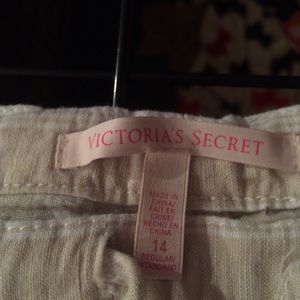 VICTORIA'S SECRET
MADE IN
CHINA/
FAIT EN
CHINE/
HECHO EN
CHINA
14
REGULAR/
STANDARD